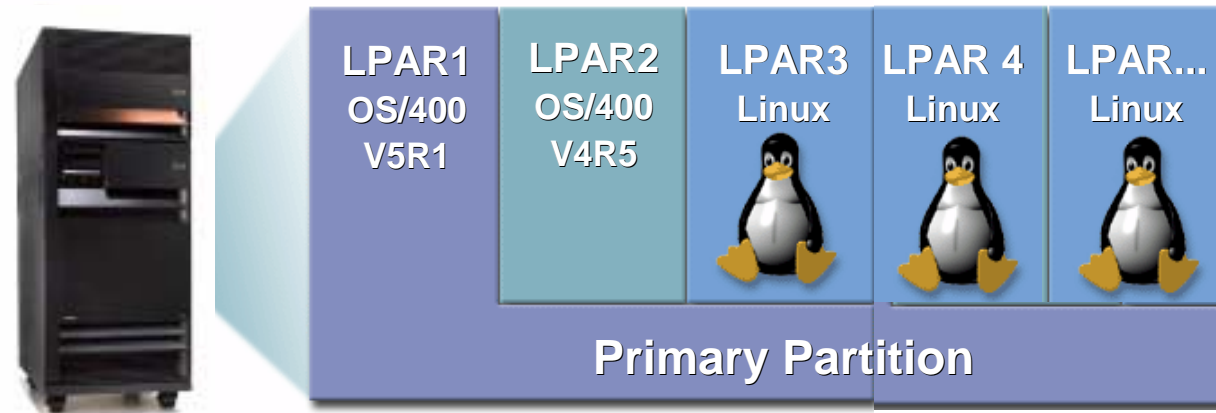 LPAR1
OS/400
V5R1
LPAR2
OS/400
V4R5
LPAR3
Linux
LPAR 4
Linux
LPAR...
Linux
Primary Partition